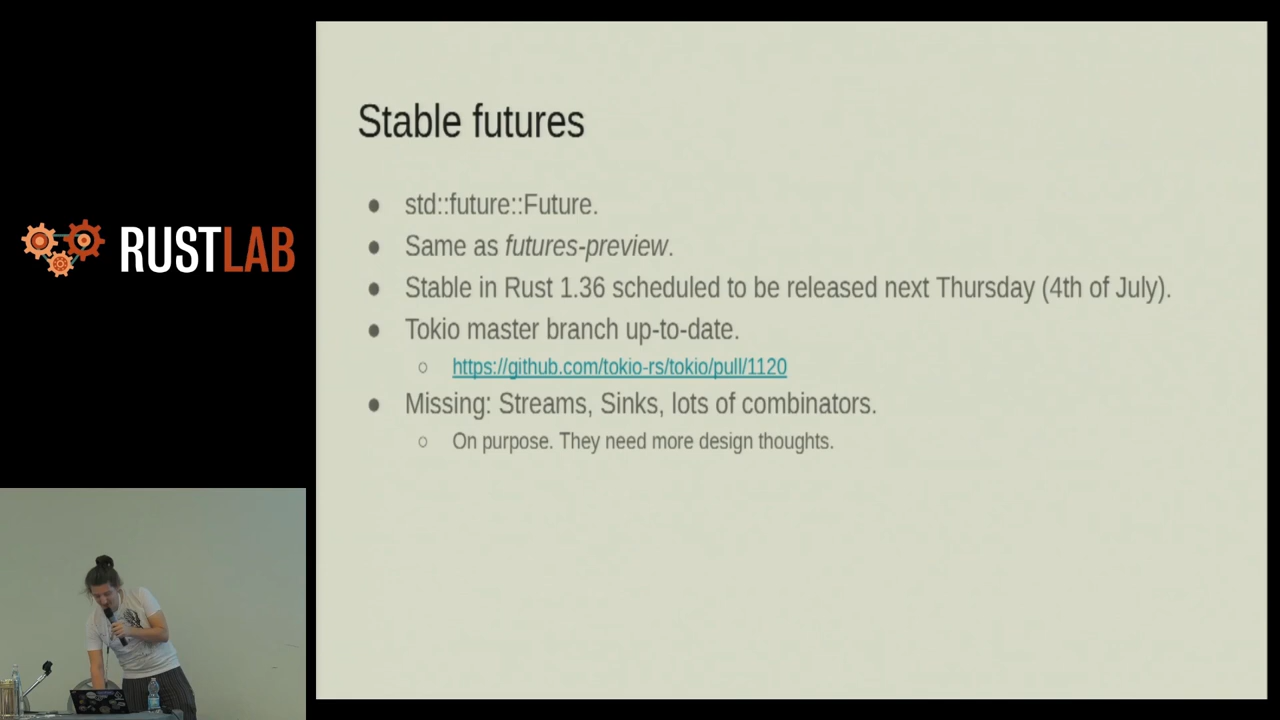 Stable futures
std::future::Future.
Same as futures-preview.
Stable in Rust 1.36 scheduled to be released next Thursday (4th of July).
Tokio master branch up-to-date.
https://github.com/tokio-rs/tokio/pull/1120
Missing: Streams, Sinks, lots of combinators.
On purpose. They need more design thoughts.
RUSTLAB